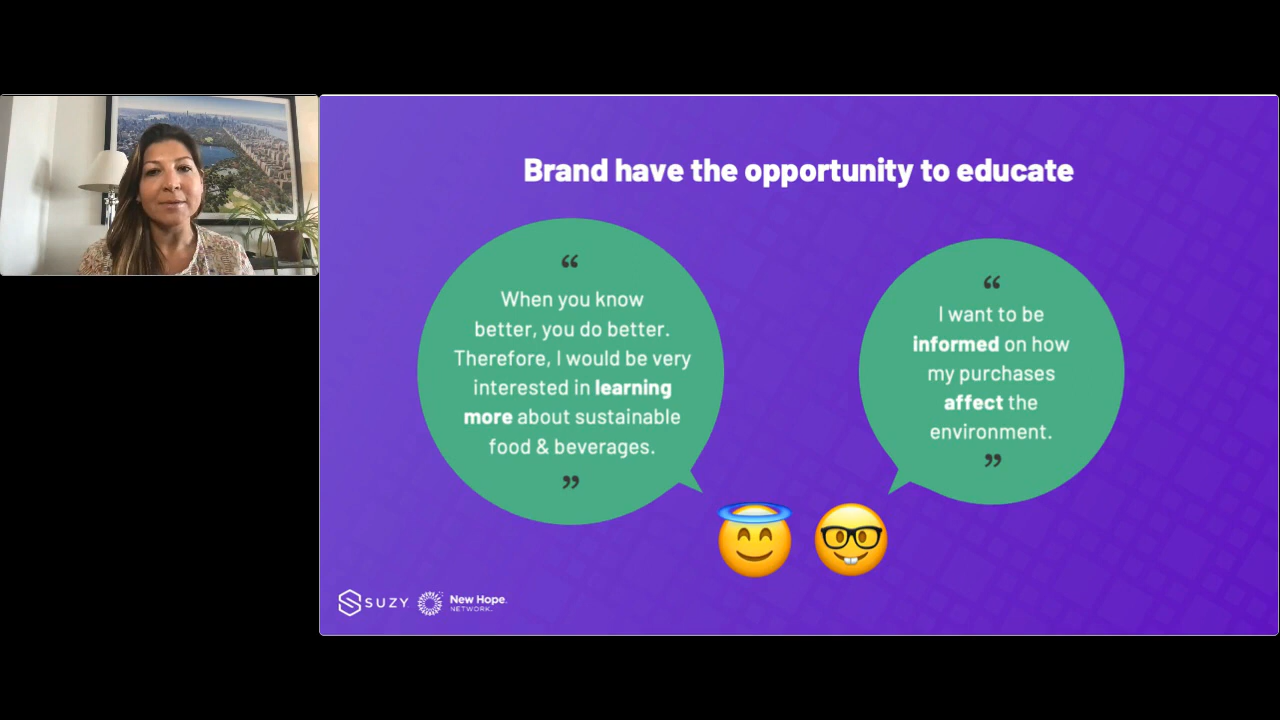 Brand have the opportunity to educate
“
When you know
better, you do better.
Therefore, I would be very
interested in learning
more about sustainable
food & beverages.
”
“
I want to be
informed on how
my purchases
affect the
environment.
”
SUZY
New Hope
NETWORK